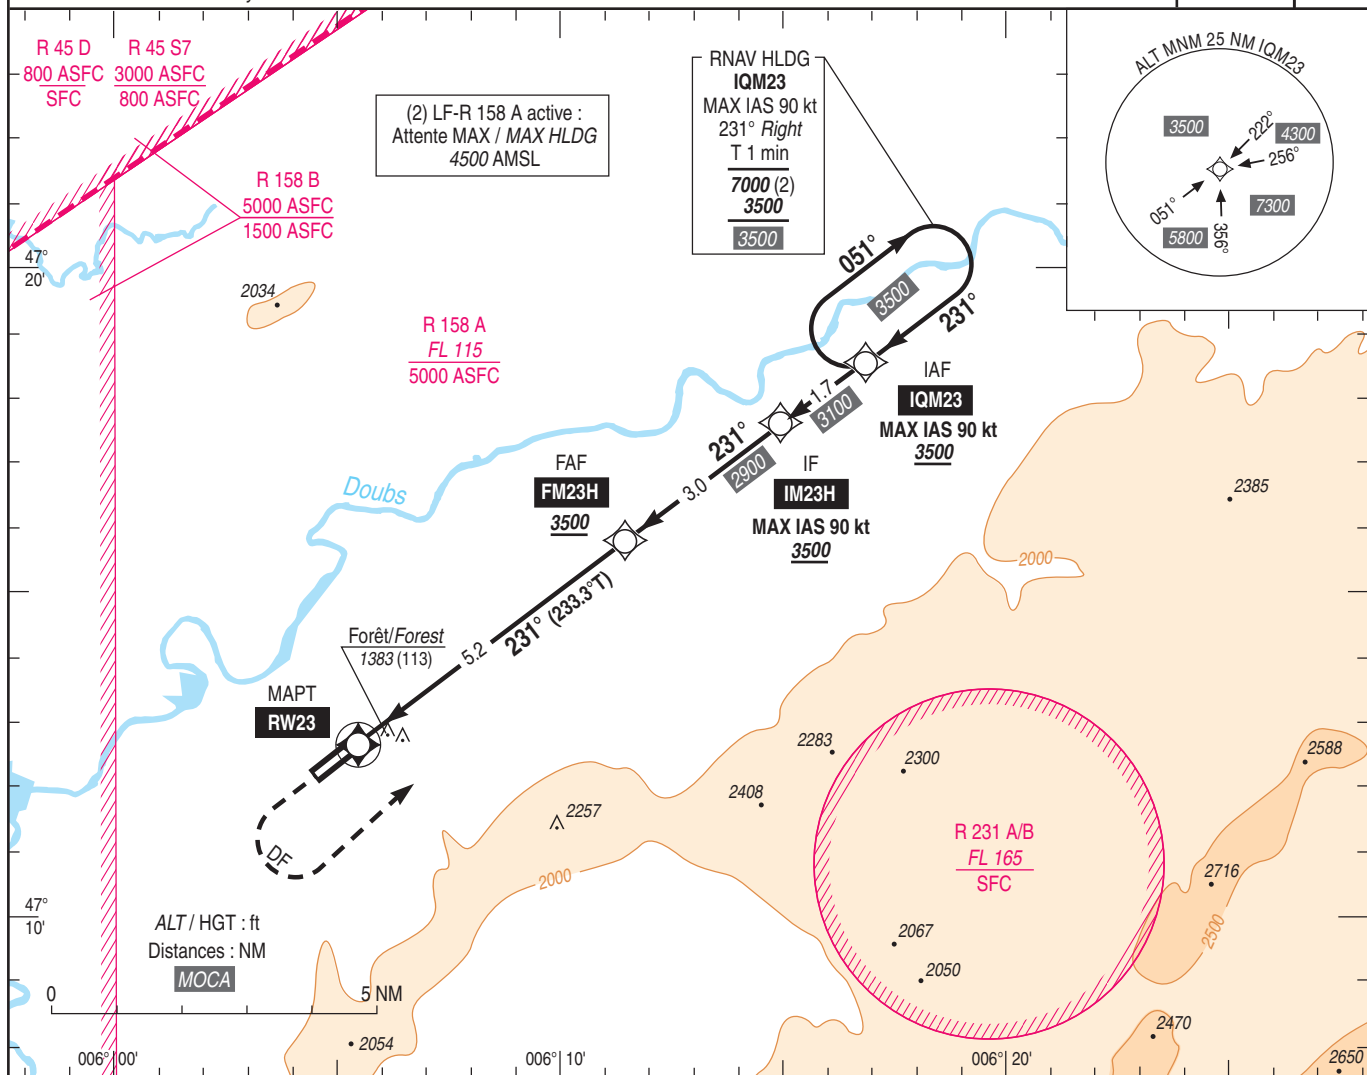 R 45 D
800 ASFC
SFC
R 45 S7
3000 ASFC
800 ASFC
(2) LF-R 158 A active :
Attente MAX / MAX HLDG
4500 AMSL
RNAV HLDG
IQM23
MAX IAS 90 kt
231° Right
T 1 min
7000 (2)
3500
3500
ALT MNM 25 NM IQM23
3500
222°
4300
256°
051°
7300
5800
356°
R 158 B
5000 ASFC
1500 ASFC
47°
20'
2034
R 158 A
FL 115
5000 ASFC
051°
3500
231°
IAF
IQM23
MAX IAS 90 kt
3500
1.7
3100
231°
2900
IF
IM23H
MAX IAS 90 kt
3500
3.0
FAF
FM23H
3500
Doubs
2385
2000
231° (233.3°T)
5.2
Forêt/Forest
1383 (113)
MAPT
RW23
DF
2283
2300
2588
2408
2257
R 231 A/B
FL 165
SFC
2716
2000
2500
2067
2050
47°
10'
ALT / HGT : ft
Distances : NM
MOCA
0
5 NM
2054
2470
2650
006° 00'
006° 10'
006° 20'